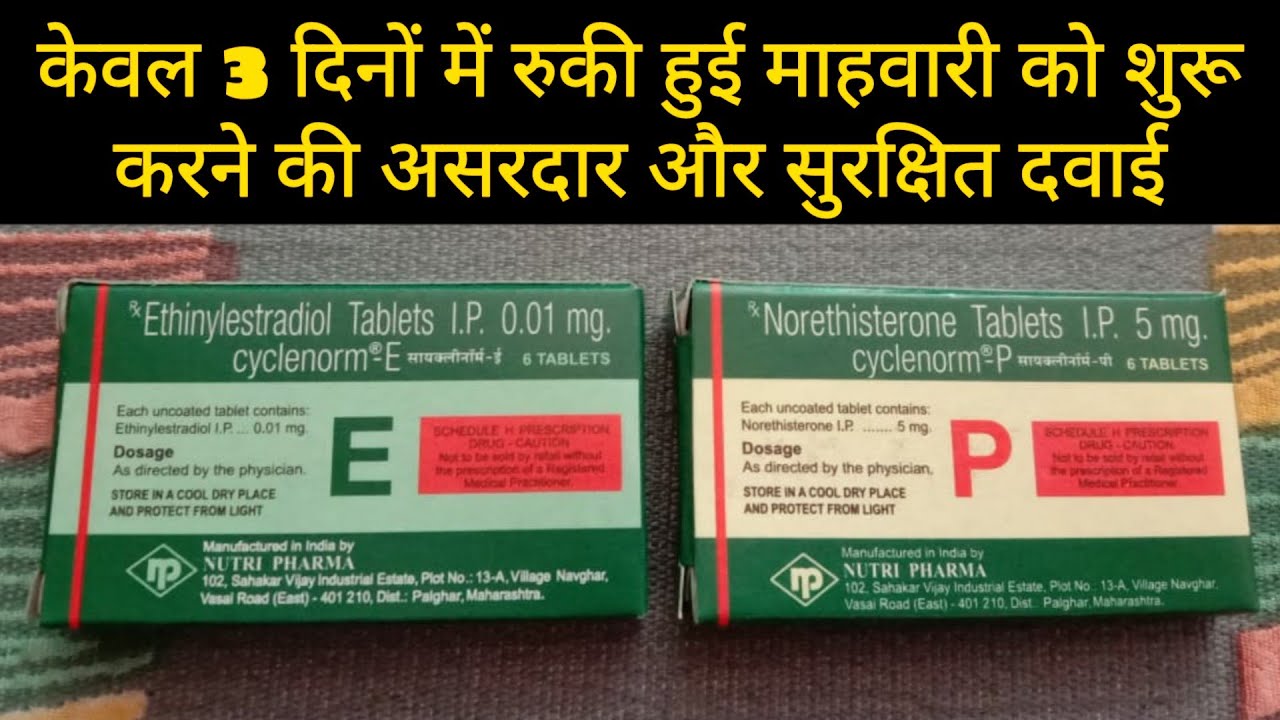 केवल 3 दिनों में रुकी हुई माहवारी को शुरू
करने की असरदार और सुरक्षित दवाई
℞ Ethinylestradiol Tablets I.P. 0.01 mg.
cyclenorm®-E सायक्लीनॉर्म-ई 6 TABLETS
Each uncoated tablet contains:
Ethinylestradiol I.P. ... 0.01 mg.
Dosage
As directed by the physician.
STORE IN A COOL DRY PLACE
AND PROTECT FROM LIGHT
E
SCHEDULE H PRESCRIPTION
DRUG - CAUTION
Not to be sold by retail without
the prescription of a Registered
Medical Practitioner.
np
Manufactured in India by
NUTRI PHARMA
102, Sahakar Vijay Industrial Estate, Plot No.: 13-A, Village Navghar,
Vasai Road (East) - 401 210, Dist.: Palghar, Maharashtra.
℞ Norethisterone Tablets I.P. 5 mg.
cyclenorm®-P सायक्लीनॉर्म-पी 6 TABLETS
Each uncoated tablet contains:
Norethisterone I.P. ....... 5 mg.
Dosage
As directed by the physician.
STORE IN A COOL DRY PLACE
AND PROTECT FROM LIGHT
P
SCHEDULE H PRESCRIPTION
DRUG - CAUTION
Not to be sold by retail without
the prescription of a Registered
Medical Practitioner.
np
Manufactured in India by
NUTRI PHARMA
102, Sahakar Vijay Industrial Estate, Plot No.: 13-A, Village Navghar,
Vasai Road (East) - 401 210, Dist. Palghar, Maharashtra.